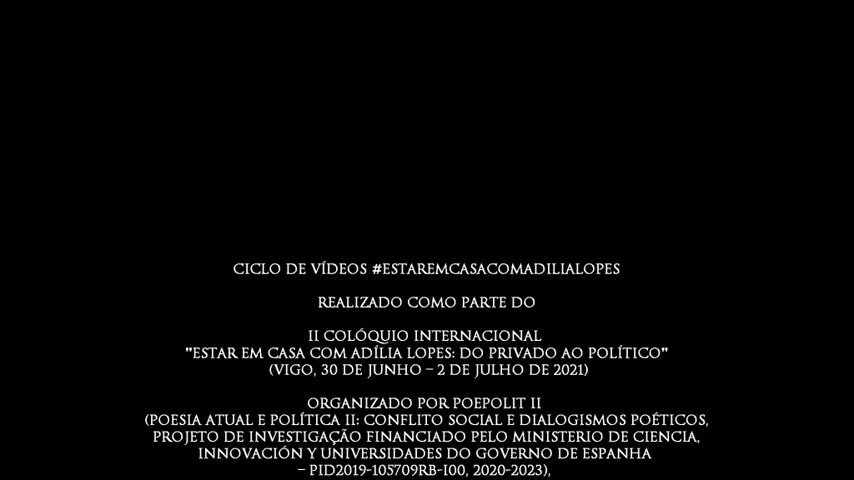 CICLO DE VÍDEOS #ESTAREMCASACOMADILIALOPES
REALIZADO COMO PARTE DO
II COLÓQUIO INTERNACIONAL
"ESTAR EM CASA COM ADÍLIA LOPES: DO PRIVADO AO POLÍTICO"
(VIGO, 30 DE JUNHO – 2 DE JULHO DE 2021)
ORGANIZADO POR POEPOLIT II
(POESIA ATUAL E POLÍTICA II: CONFLITO SOCIAL E DIALOGISMOS POÉTICOS,
PROJETO DE INVESTIGAÇÃO FINANCIADO PELO MINISTERIO DE CIENCIA,
INNOVACIÓN Y UNIVERSIDADES DO GOVERNO DE ESPANHA
– PID2019-105709RB-I00, 2020-2023),